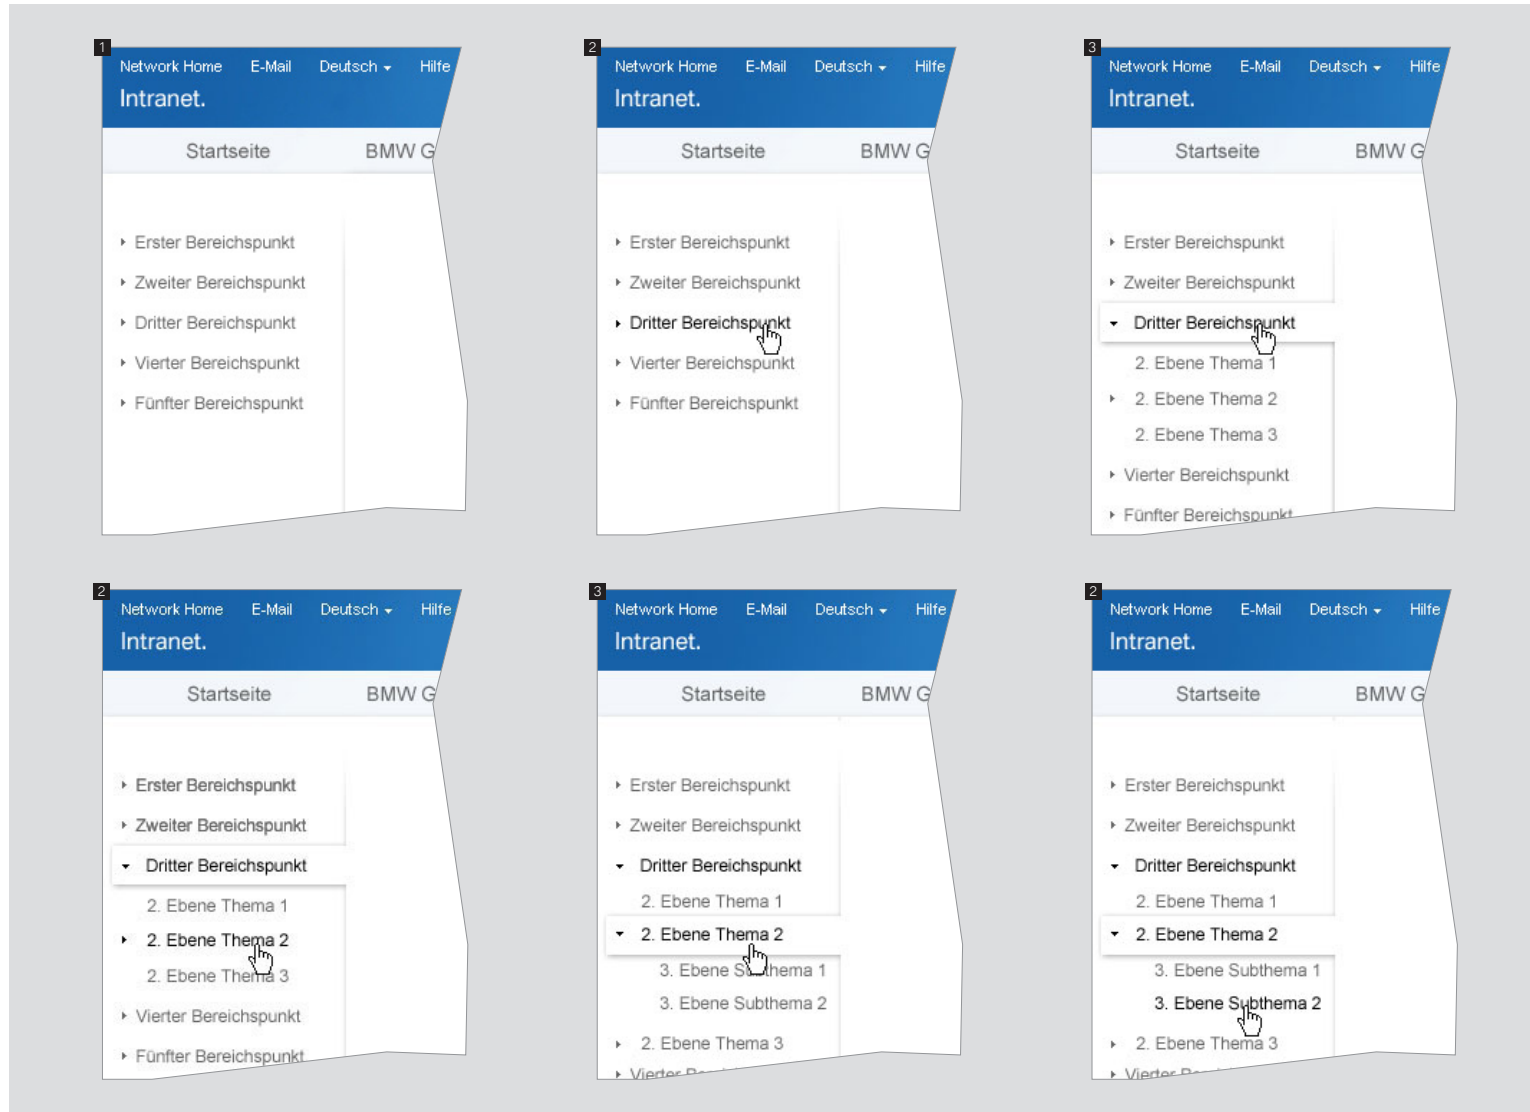 1
Network Home E-Mail Deutsch Hilfe
Intranet.
Startseite BMW G
Erster Bereichspunkt
Zweiter Bereichspunkt
Dritter Bereichspunkt
Vierter Bereichspunkt
Fünfter Bereichspunkt
2
Network Home E-Mail Deutsch Hilfe
Intranet.
Startseite BMW G
Erster Bereichspunkt
Zweiter Bereichspunkt
Dritter Bereichspunkt
Vierter Bereichspunkt
Fünfter Bereichspunkt
3
Network Home E-Mail Deutsch Hilfe
Intranet.
Startseite BMW G
Erster Bereichspunkt
Zweiter Bereichspunkt
Dritter Bereichspunkt
2. Ebene Thema 1
2. Ebene Thema 2
2. Ebene Thema 3
Vierter Bereichspunkt
Fünfter Bereichspunkt
2
Network Home E-Mail Deutsch Hilfe
Intranet.
Startseite BMW G
Erster Bereichspunkt
Zweiter Bereichspunkt
Dritter Bereichspunkt
2. Ebene Thema 1
2. Ebene Thema 2
2. Ebene Thema 3
Vierter Bereichspunkt
Fünfter Bereichspunkt
3
Network Home E-Mail Deutsch Hilfe
Intranet.
Startseite BMW G
Erster Bereichspunkt
Zweiter Bereichspunkt
Dritter Bereichspunkt
2. Ebene Thema 1
2. Ebene Thema 2
3. Ebene Subthema 1
3. Ebene Subthema 2
2. Ebene Thema 3
Vierter
2
Network Home E-Mail Deutsch Hilfe
Intranet.
Startseite BMW G
Erster Bereichspunkt
Zweiter Bereichspunkt
Dritter Bereichspunkt
2. Ebene Thema 1
2. Ebene Thema 2
3. Ebene Subthema 1
3. Ebene Subthema 2
2. Ebene Thema 3
Vierter